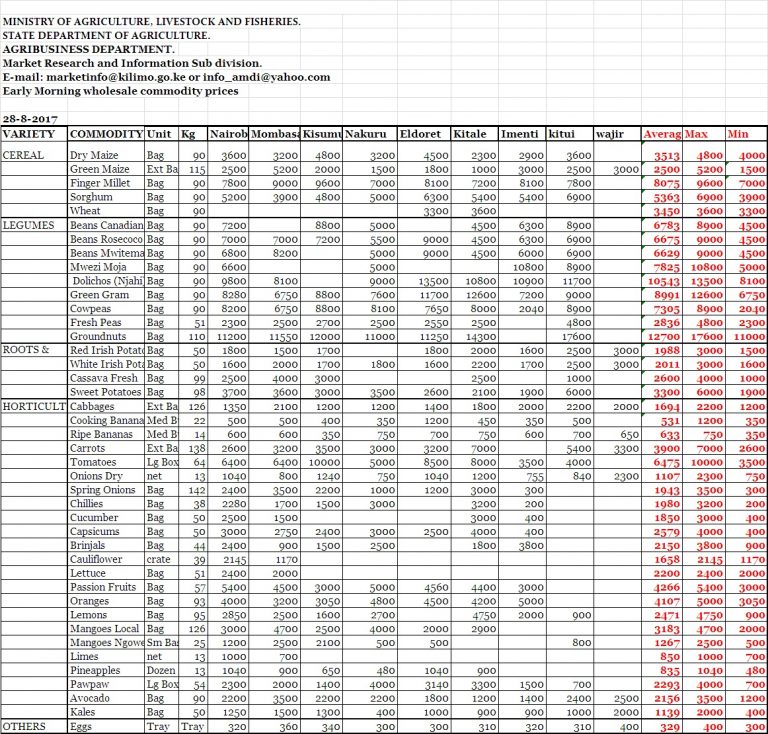 MINISTRY OF AGRICULTURE, LIVESTOCK AND FISHERIES.
STATE DEPARTMENT OF AGRICULTURE.
AGRIBUSINESS DEPARTMENT.
Market Research and Information Sub division.
E-mail: marketinfo@kilimo.go.ke or info_amdi@yahoo.com
Early Morning wholesale commodity prices
28-8-2017
VARIETY COMMODITY Unit Kg Nairob Mombasa Kisumu Nakuru Eldoret Kitale Imenti kitui wajir Averag Max Min
CEREAL Dry Maize Bag 90 3600 3200 4800 3200 4500 2300 2900 3600 3513 4800 4000
Green Maize Ext Ba 115 2500 5200 2000 1500 1800 1000 3000 2500 3000 2500 5200 1500
Finger Millet Bag 90 7800 9000 9600 7000 8100 7200 8100 7800 8075 9600 7000
Sorghum Bag 90 5200 3900 4800 5000 6300 5400 5400 6900 5363 6900 3900
Wheat Bag 90 3300 3600 3450 3600 3300
LEGUMES Beans Canadian Bag 90 7200 8800 5000 4500 6300 8900 6783 8900 4500
Beans Rosecoco Bag 90 7000 7000 7200 5500 9000 4500 6300 6900 6675 9000 4500
Beans Mwitema Bag 90 6800 8200 5000 9000 4500 6000 6900 6629 9000 4500
Mwezi Moja Bag 90 6600 5000 10800 8900 7825 10800 5000
Dolichos (Njahi) Bag 90 9800 8100 9000 13500 10800 10900 11700 10543 13500 8100
Green Gram Bag 90 8280 6750 8800 7600 11700 12600 7200 9000 8991 12600 6750
Cowpeas Bag 90 8200 6750 8800 8100 7650 8000 2040 8900 7305 8900 2040
Fresh Peas Bag 51 2300 2500 2700 2500 2550 2500 4800 2836 4800 2300
Groundnuts Bag 110 11200 11550 12000 11000 11250 14300 17600 12700 17600 11000
ROOTS & Red Irish Potato Bag 50 1800 1500 1700 1800 2000 1600 2500 3000 1988 3000 1500
White Irish Pota Bag 50 1600 2000 1700 1800 1600 2200 1700 2500 3000 2011 3000 1600
Cassava Fresh Bag 99 2500 4000 3000 2500 1000 2600 4000 1000
Sweet Potatoes Bag 98 3700 3600 3000 3500 2600 2100 1900 6000 3300 6000 1900
HORTICULT Cabbages Ext Ba 126 1350 2100 1200 1200 1400 1800 2000 2200 2000 1694 2200 1200
Cooking Banana Med B 22 500 500 400 350 1200 450 350 500 531 1200 350
Ripe Bananas Med B 14 600 600 350 750 700 750 600 700 650 633 750 350
Carrots Ext Ba 138 2600 3200 3500 3000 3200 7000 5400 3300 3900 7000 2600
Tomatoes Lg Box 64 6400 6400 10000 5000 8500 8000 3500 4000 6475 10000 3500
Onions Dry net 13 1040 800 1240 750 1040 1200 755 840 2300 1107 2300 750
Spring Onions Bag 142 2400 3500 2200 1000 1200 3000 300 1943 3500 300
Chillies Bag 38 2280 1700 1500 3000 3200 200 1980 3200 200
Cucumber Bag 50 2500 1500 3000 400 1850 3000 400
Capsicums Bag 50 3000 2750 2400 3000 2500 4000 400 2579 4000 400
Brinjals Bag 44 2400 900 1500 2500 1800 3800 2150 3800 900
Cauliflower crate 39 2145 1170 1658 2145 1170
Lettuce Bag 51 2400 2000 2200 2400 2000
Passion Fruits Bag 57 5400 4500 3000 5000 4560 4400 3000 4266 5400 3000
Oranges Bag 93 4000 3200 3050 4800 4500 4200 5000 4107 5000 3050
Lemons Bag 95 2850 2500 1600 2700 4750 2000 900 2471 4750 900
Mangoes Local Bag 126 3000 4700 2500 4000 2000 2900 3183 4700 2000
Mangoes Ngowe Sm Bas 25 1200 2500 2100 500 500 800 1267 2500 500
Limes net 13 1000 700 850 1000 700
Pineapples Dozen 13 1040 900 650 480 1040 900 835 1040 480
Pawpaw Lg Box 54 2300 2000 1400 4000 3140 3300 1500 700 2293 4000 700
Avocado Bag 90 2200 3500 2200 2200 1800 1200 1400 2400 2500 2156 3500 1200
Kales Bag 50 1250 1500 1300 400 1000 900 900 1000 2000 1139 2000 400
OTHERS Eggs Tray Tray 320 360 340 300 300 310 320 310 400 329 400 300